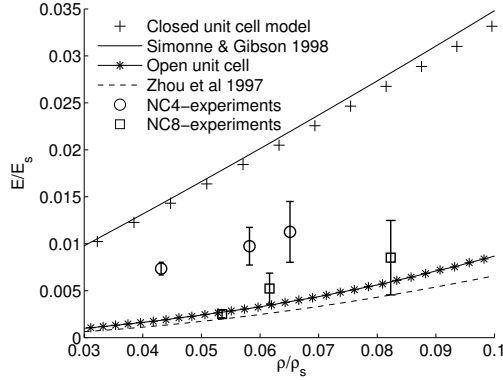 0.035
0.03
0.025
0.02
0.015
0.01
0.005
0
E/Es
Closed unit cell model
Simonne & Gibson 1998
Open unit cell
Zhou et al 1997
NC4−experiments
NC8−experiments
0.03 0.04 0.05 0.06 0.07 0.08 0.09 0.1
ρ/ρs